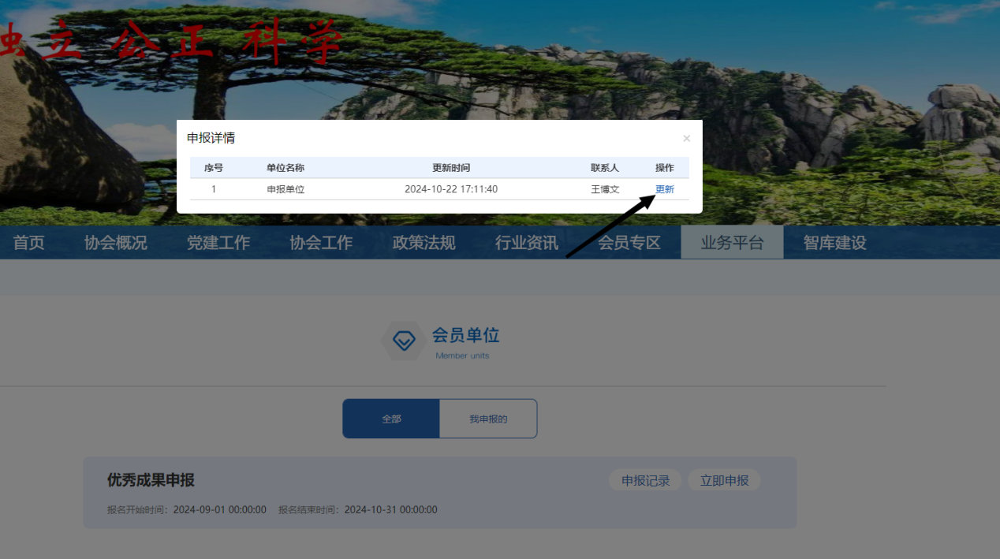 独立公正科学
申报详情
×
序号 单位名称 更新时间 联系人 操作
1 申报单位 2024-10-22 17:11:40 王博文 更新
首页 协会概况 党建工作 协会工作 政策法规 行业资讯 会员专区 业务平台 智库建设
会员单位
Member units
全部 我申报的
优秀成果申报 申报记录 立即申报
报名开始时间：2024-09-01 00:00:00 报名结束时间：2024-10-31 00:00:00